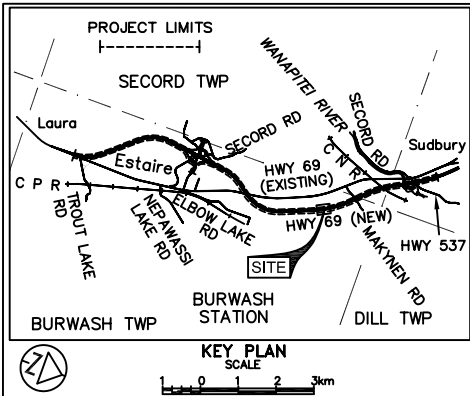 PROJECT LIMITS
SECOND TWP
WANAPITEI RIVER
SECORD RD
Sudbury
Laura
SECORD RD
Estaire
HWY 69
(EXISTING)
C N R
C P R
TROUT LAKE
RD
NEPAWASSI
LAKE RD
ELBOW LAKE
RD
HWY 69 (NEW)
MAKYNEN RD
HWY 537
SITE
BURWASH TWP
BURWASH
STATION
DILL TWP
Z
KEY PLAN
SCALE
1 0 1 2 3km